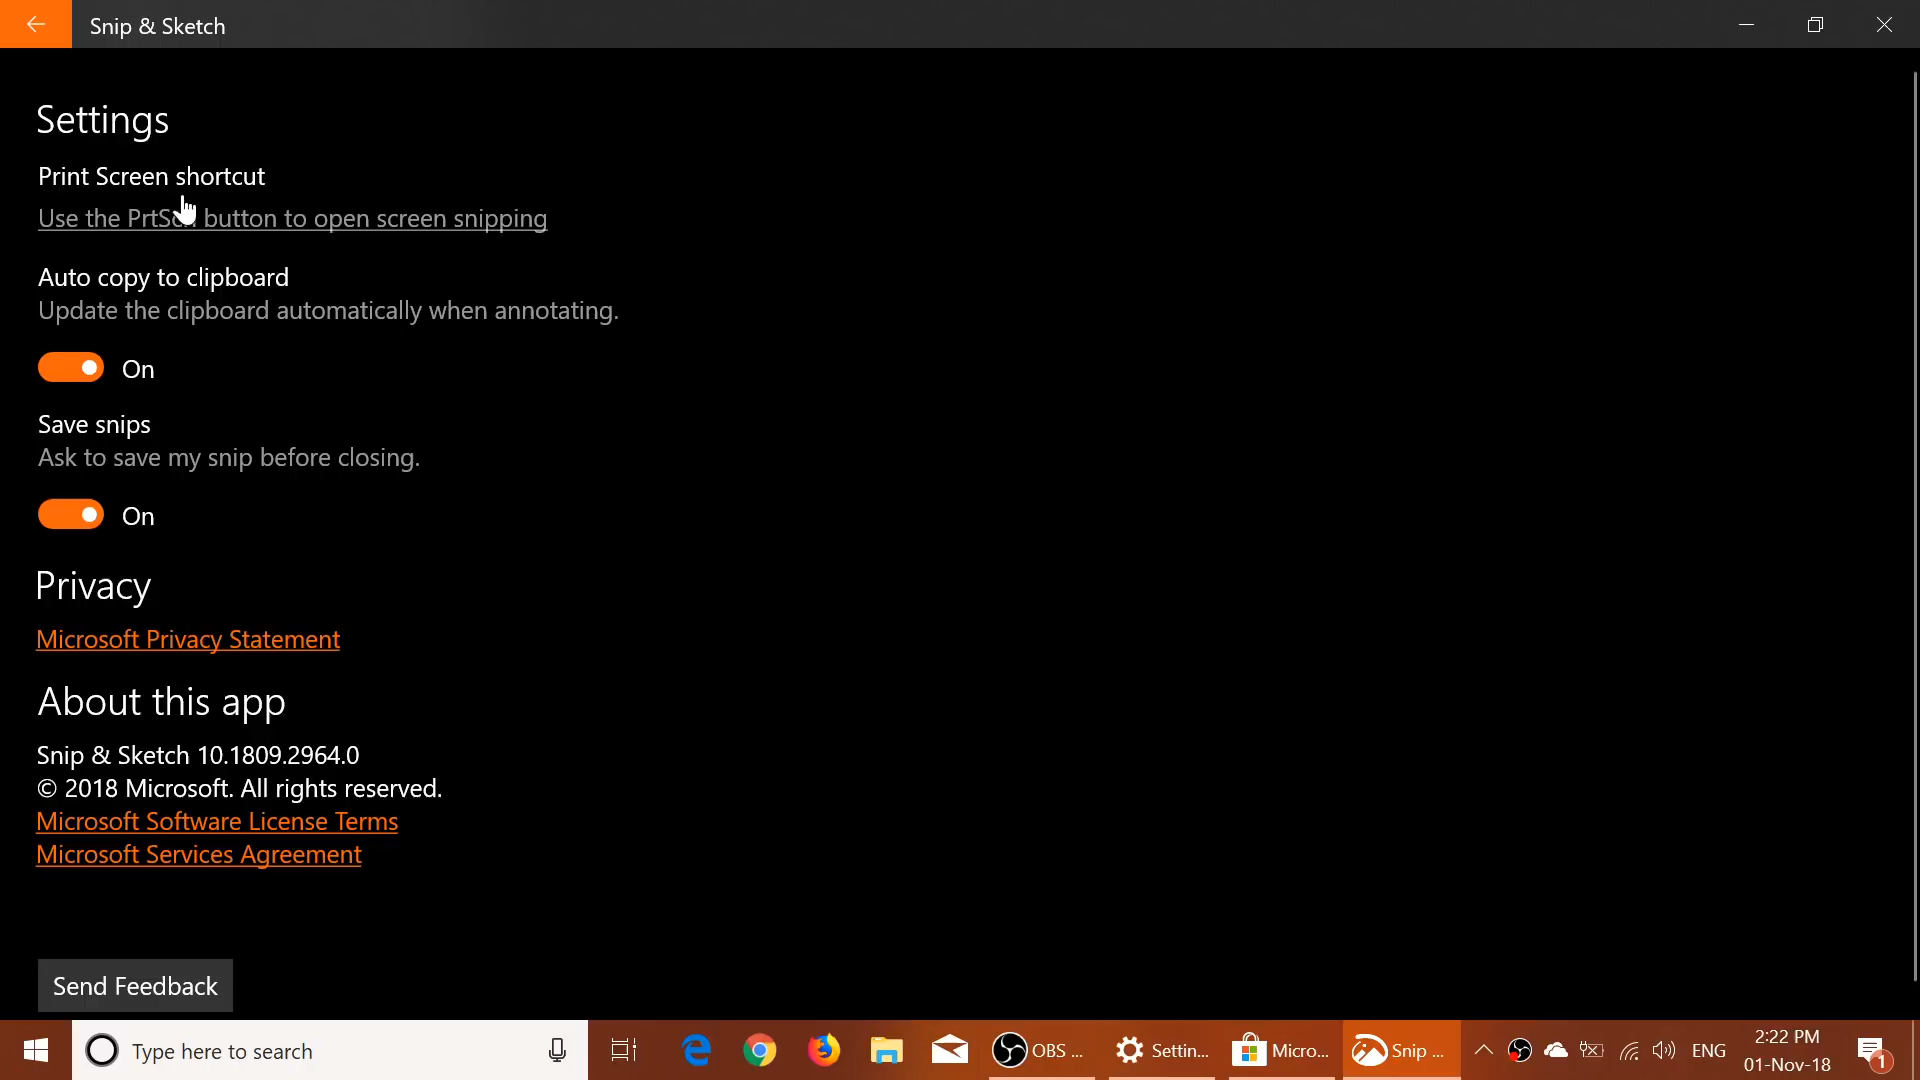 Snip & Sketch
Settings
Print Screen shortcut
Use the PrtScn button to open screen snipping
Auto copy to clipboard
Update the clipboard automatically when annotating.
On
Save snips
Ask to save my snip before closing.
On
Privacy
Microsoft Privacy Statement
About this app
Snip & Sketch 10.1809.2964.0
© 2018 Microsoft. All rights reserved.
Microsoft Software License Terms
Microsoft Services Agreement
Send Feedback
Type here to search
OBS ...
Settin...
Micro...
Snip ...
ENG
2:22 PM
01-Nov-18
1